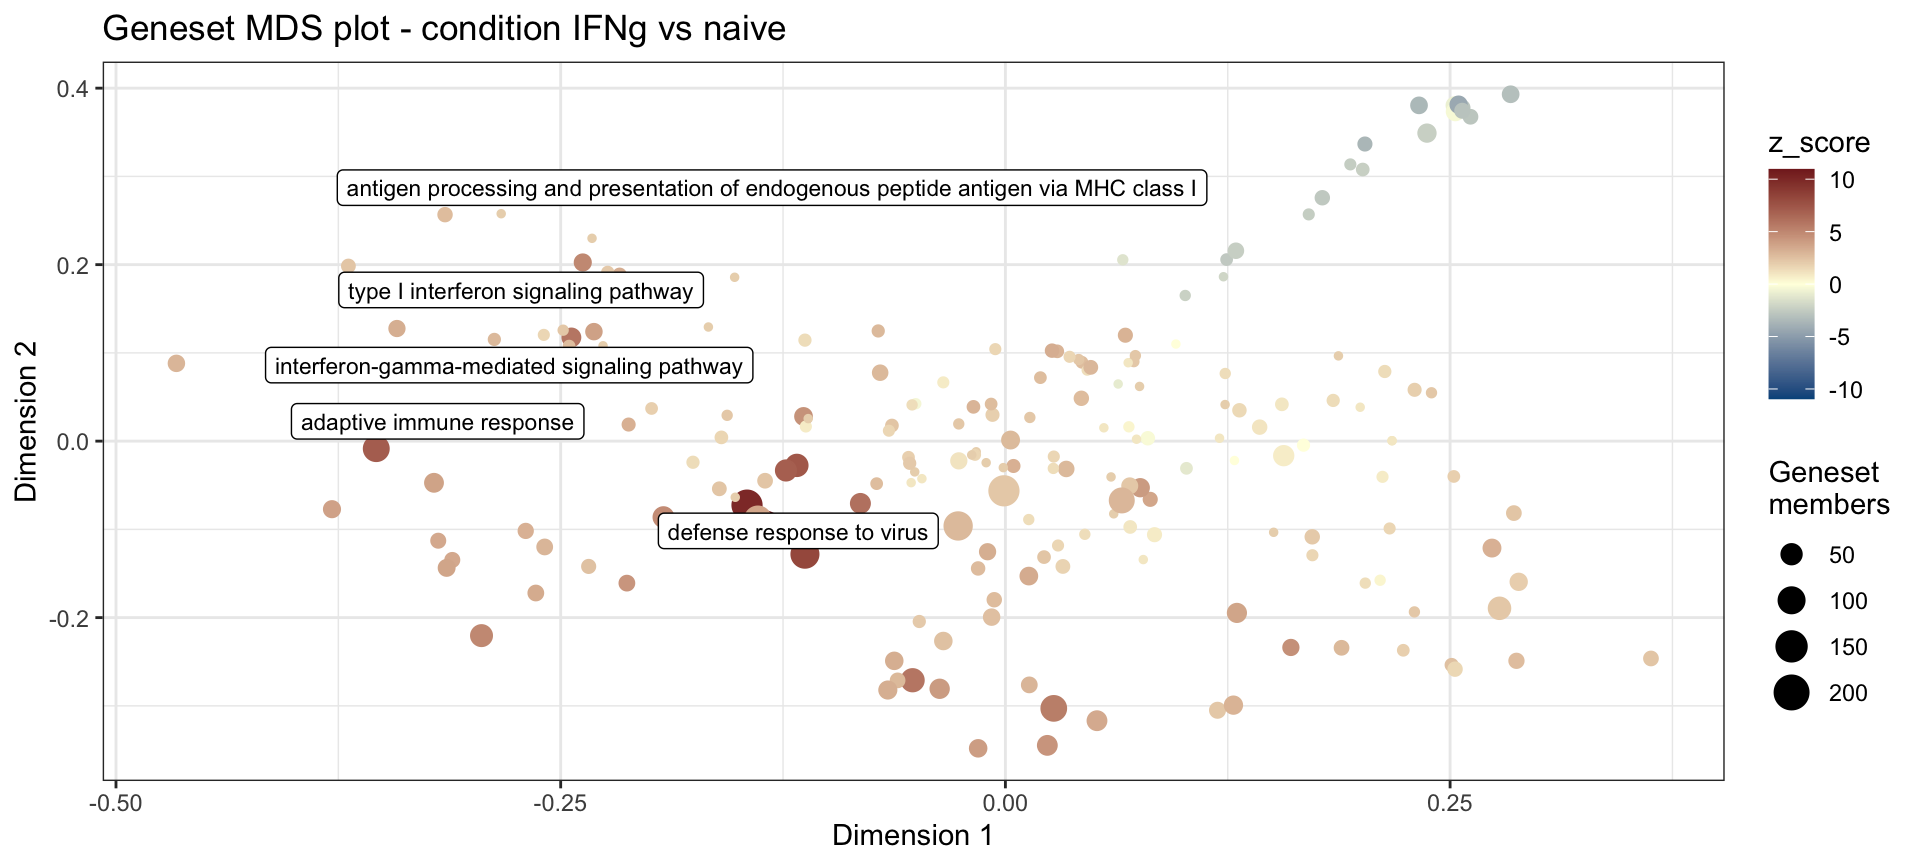 Geneset MDS plot - condition IFNg vs naive
0.4
0.2
0.0
-0.2
Dimension 2
antigen processing and presentation of endogenous peptide antigen via MHC class I
type I interferon signaling pathway
interferon-gamma-mediated signaling pathway
adaptive immune response
defense response to virus
-0.50
-0.25
0.00
0.25
Dimension 1
z_score
10
5
0
-5
-10
Geneset
members
50
100
150
200